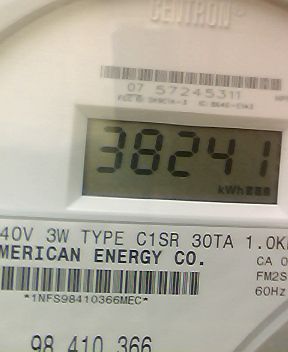 CENTRON®
07 57245311
38241
kWh
40V 3W TYPE C1SR 30TA 1.0K
MERICAN ENERGY CO.
CA 0
FM2S
*1NFS98410366MEC*
60Hz
98 410 366